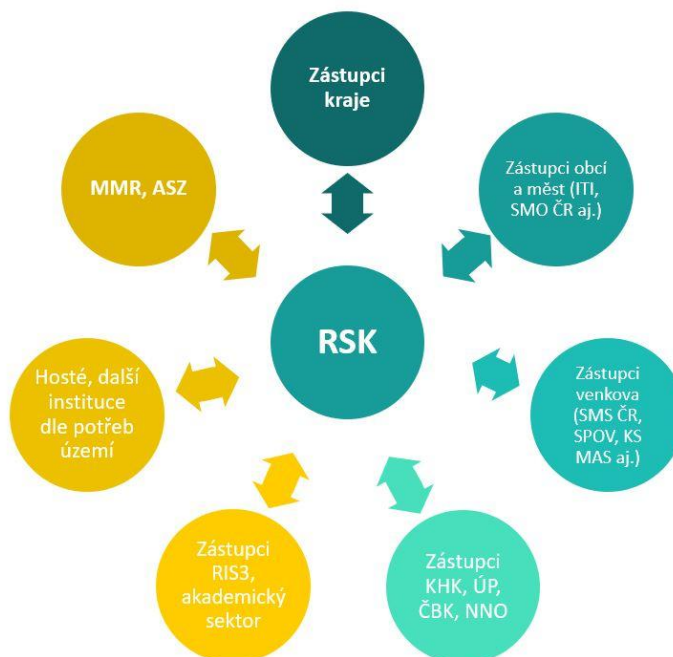 Zástupci
kraje
Zástupci obcí
a měst (ITI,
SMO ČR aj.)
Zástupci
venkova
(SMS ČR,
SPOV, KS
MAS aj.)
Zástupci
KHK, ÚP,
ČBK, NNO
Zástupci
RIS3,
akademický
sektor
Hosté, další
instituce
dle potřeb
území
MMR, ASZ
RSK